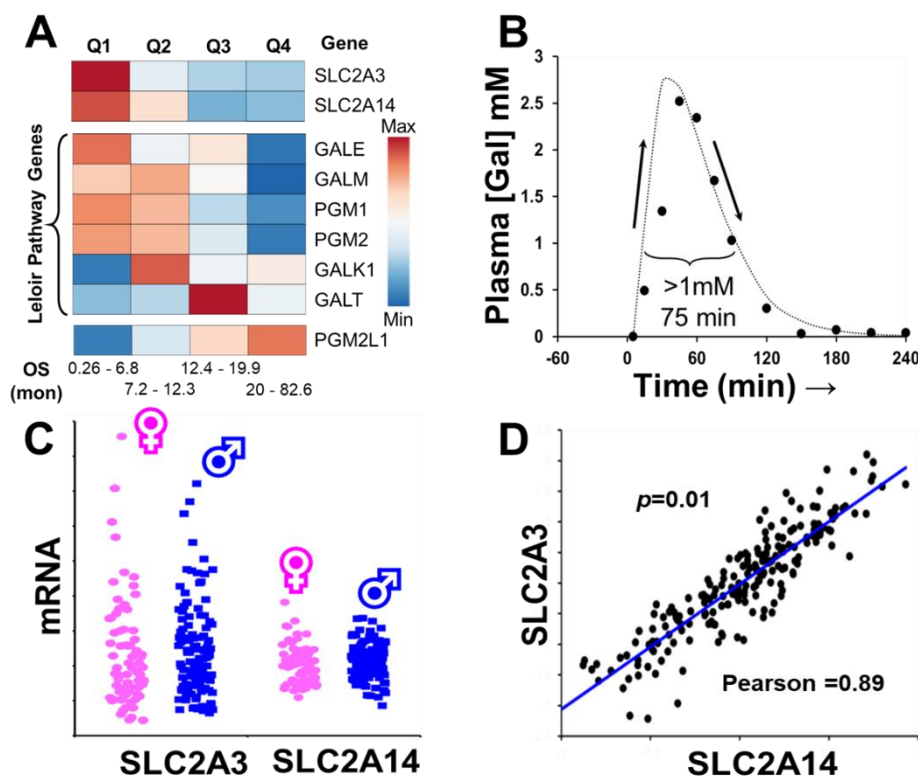 A
Q1 Q2 Q3 Q4 Gene
SLC2A3
SLC2A14
Leloir Pathway Genes
GALE
GALM
PGM1
PGM2
GALK1
GALT
PGM2L1
Max
Min
OS 0.26 - 6.8 12.4 - 19.9
(mon) 7.2 - 12.3 20 - 82.6
B
Plasma [Gal] mM
3
2.5
2
1.5
1
0.5
0
>1mM
75 min
-60 0 60 120 180 240
Time (min) →
C
mRNA
SLC2A3 SLC2A14
D
SLC2A3
p=0.01
Pearson =0.89
SLC2A14